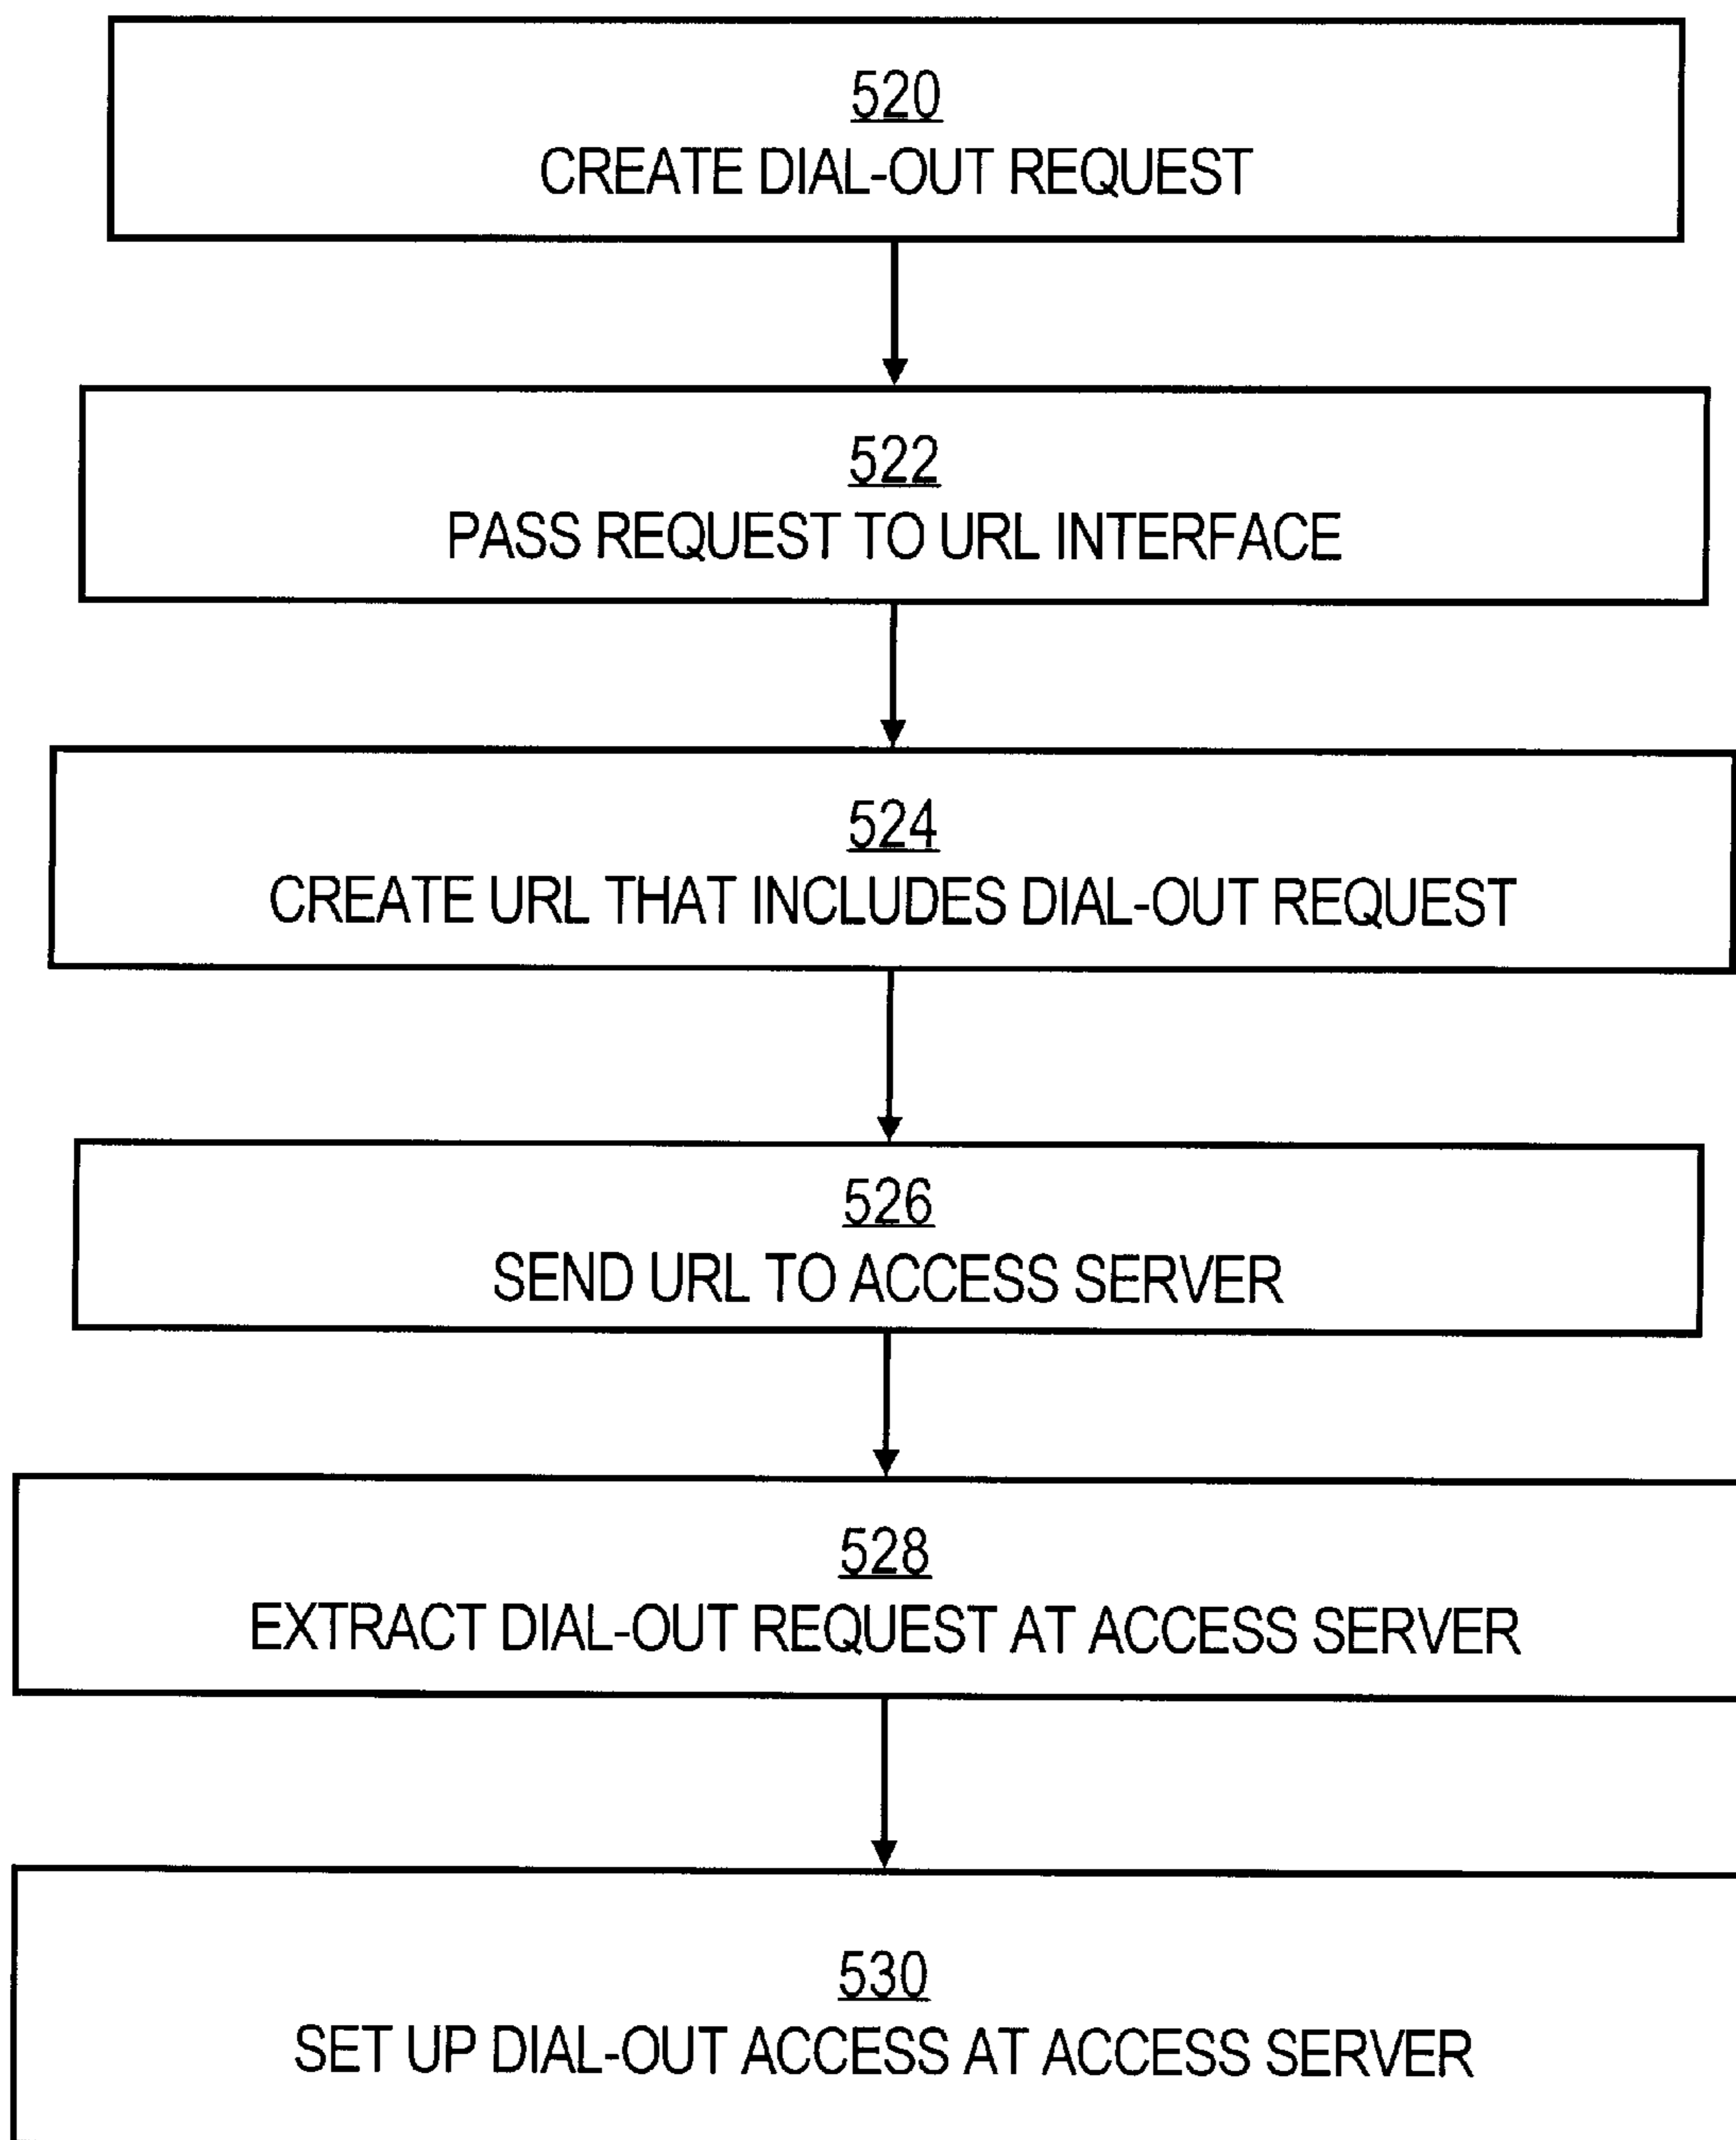 520
CREATE DIAL-OUT REQUEST
522
PASS REQUEST TO URL INTERFACE
524
CREATE URL THAT INCLUDES DIAL-OUT REQUEST
526
SEND URL TO ACCESS SERVER
528
EXTRACT DIAL-OUT REQUEST AT ACCESS SERVER
530
SET UP DIAL-OUT ACCESS AT ACCESS SERVER